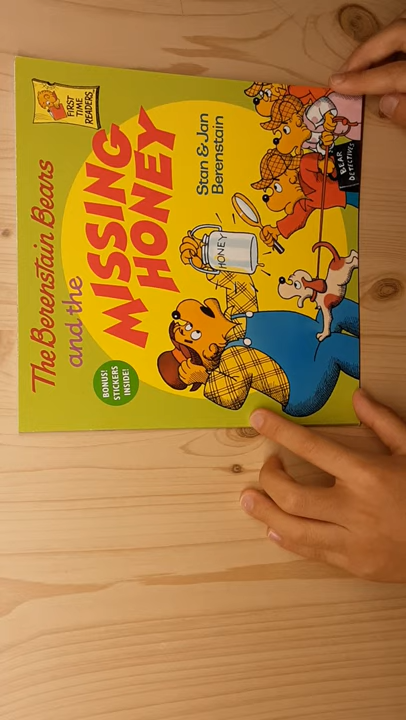 FIRST
TIME
READERS
The Berenstain Bears
and the
MISSING
HONEY
Stan & Jan
Berenstain
HONEY
BEAR
DETECTIVES
BONUS!
STICKERS
INSIDE!